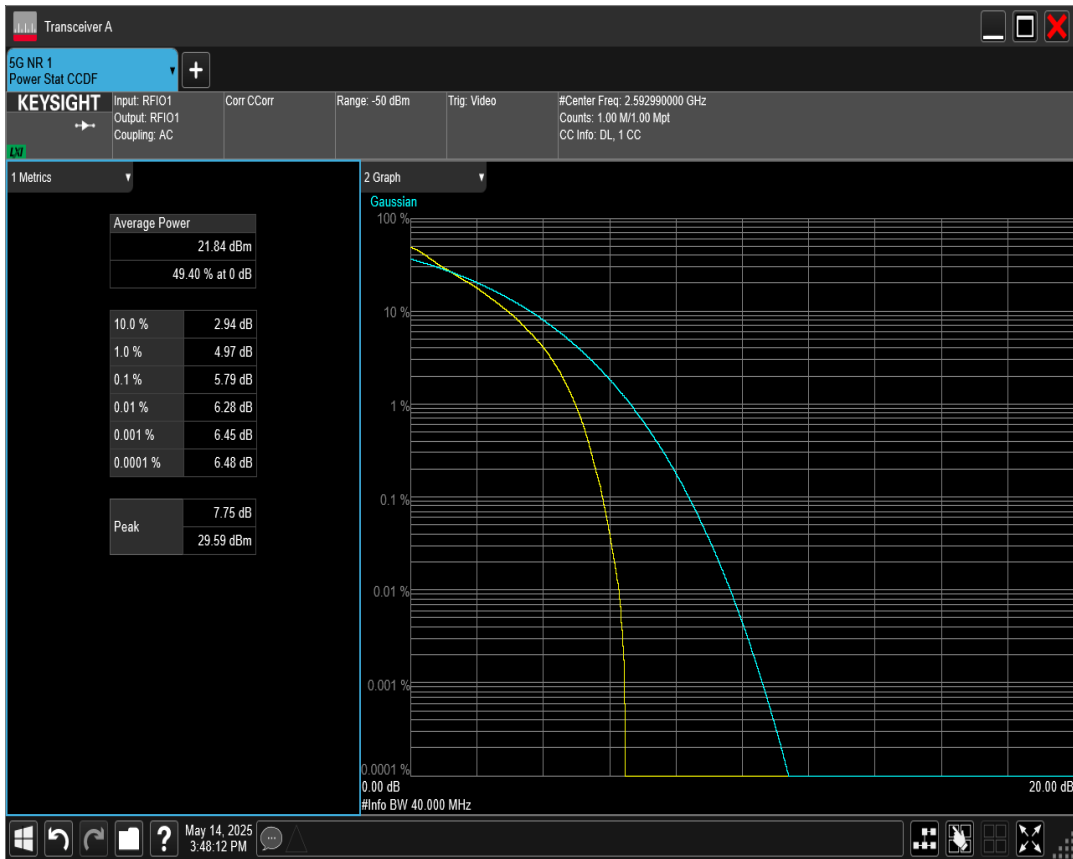 Transceiver A
5G NR 1
Power Stat CCDF
KEYSIGHT
LXI
Input: RFIO1
Output: RFIO1
Coupling: AC
Corr CCorr
Range: -50 dBm
Trig: Video
#Center Freq: 2.592990000 GHz
Counts: 1.00 M/1.00 Mpt
CC Info: DL, 1 CC
1 Metrics
Average Power
21.84 dBm
49.40 % at 0 dB
10.0 % 2.94 dB
1.0 % 4.97 dB
0.1 % 5.79 dB
0.01 % 6.28 dB
0.001 % 6.45 dB
0.0001 % 6.48 dB
Peak
7.75 dB
29.59 dBm
2 Graph
Gaussian
100 %
10 %
1 %
0.1 %
0.01 %
0.001 %
0.0001 %
0.00 dB 20.00 dB
#Info BW 40.000 MHz
?
May 14, 2025
3:48:12 PM